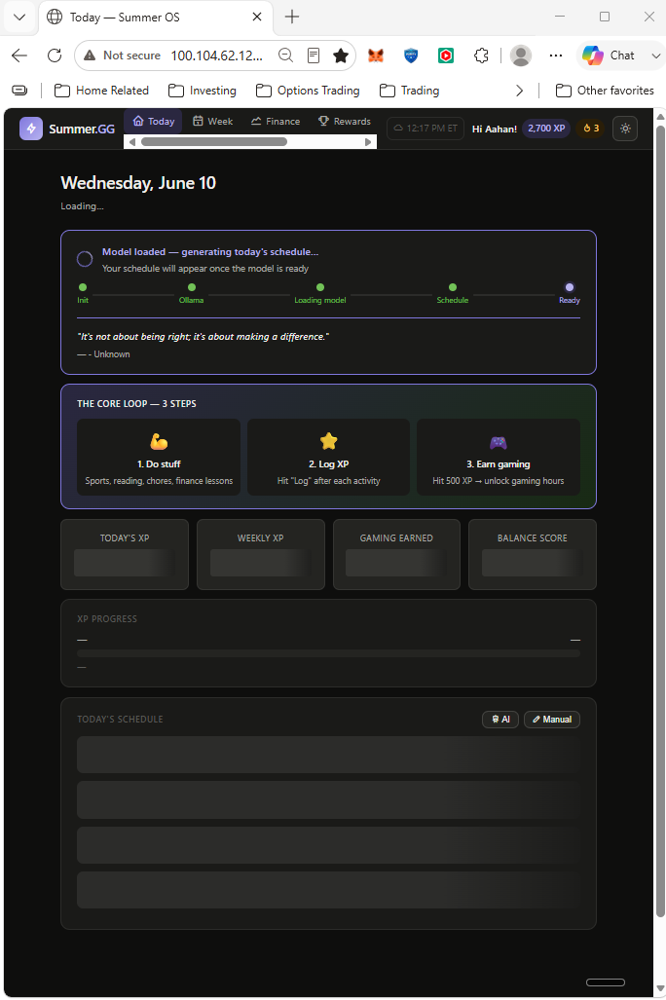 Today — Summer OS
Not secure 100.104.62.12...
Chat
Home Related Investing Options Trading Trading Other favorites
Summer.GG Today Week Finance Rewards 12:17 PM ET Hi Aahan! 2,700 XP 3
Wednesday, June 10
Loading...
Model loaded — generating today's schedule...
Your schedule will appear once the model is ready
Init Ollama Loading model Schedule Ready
"It's not about being right; it's about making a difference."
— - Unknown
THE CORE LOOP — 3 STEPS
1. Do stuff
Sports, reading, chores, finance lessons
2. Log XP
Hit "Log" after each activity
3. Earn gaming
Hit 500 XP → unlock gaming hours
TODAY'S XP WEEKLY XP GAMING EARNED BALANCE SCORE
XP PROGRESS
— —
—
TODAY'S SCHEDULE AI Manual